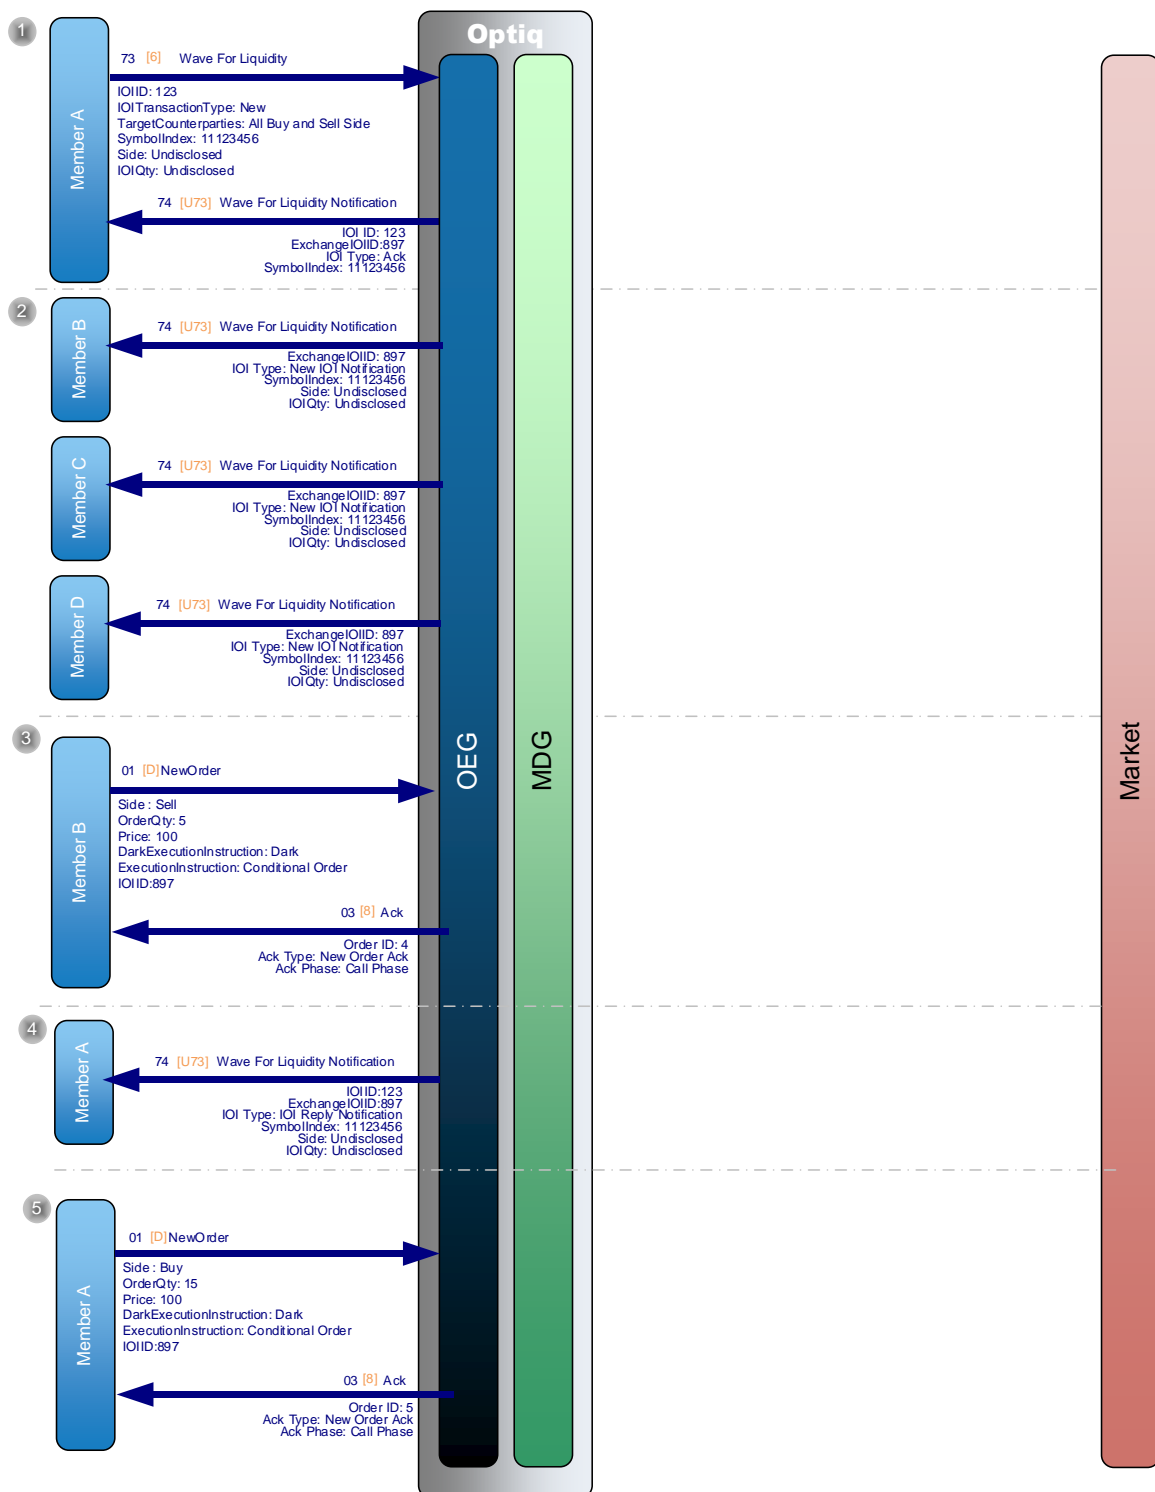 Optiq
1
Member A
73 [6] Wave For Liquidity
IOIID: 123
IOITransactionType: New
TargetCounterparties: All Buy and Sell Side
SymbolIndex: 11123456
Side: Undisclosed
IOIQty: Undisclosed
74 [U73] Wave For Liquidity Notification
IOI ID: 123
ExchangeIOIID:897
IOI Type: Ack
SymbolIndex: 11123456
2
Member B
74 [U73] Wave For Liquidity Notification
ExchangeIOIID: 897
IOI Type: New IOI Notification
SymbolIndex: 11123456
Side: Undisclosed
IOIQty: Undisclosed
Member C
74 [U73] Wave For Liquidity Notification
ExchangeIOIID: 897
IOI Type: New IOI Notification
SymbolIndex: 11123456
Side: Undisclosed
IOIQty: Undisclosed
Member D
74 [U73] Wave For Liquidity Notification
ExchangeIOIID: 897
IOI Type: New IOI Notification
SymbolIndex: 11123456
Side: Undisclosed
IOIQty: Undisclosed
OEG
MDG
Market
3
Member B
01 [D]NewOrder
Side : Sell
OrderQty: 5
Price: 100
DarkExecutionInstruction: Dark
ExecutionInstruction: Conditional Order
IOIID:897
03 [8] Ack
Order ID: 4
Ack Type: New Order Ack
Ack Phase: Call Phase
4
Member A
74 [U73] Wave For Liquidity Notification
IOIID:123
ExchangeIOIID:897
IOI Type: IOI Reply Notification
SymbolIndex: 11123456
Side: Undisclosed
IOIQty: Undisclosed
5
Member A
01 [D]NewOrder
Side : Buy
OrderQty: 15
Price: 100
DarkExecutionInstruction: Dark
ExecutionInstruction: Conditional Order
IOIID:897
03 [8] Ack
Order ID: 5
Ack Type: New Order Ack
Ack Phase: Call Phase